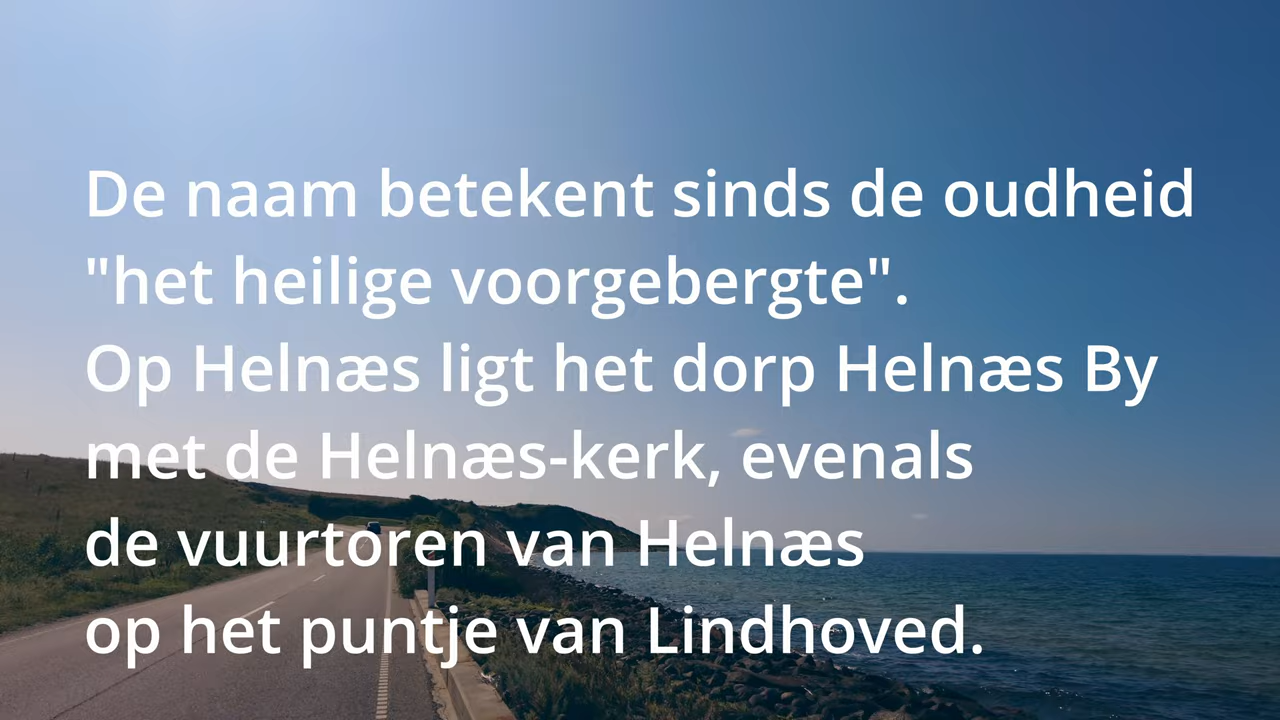 De naam betekent sinds de oudheid
"het heilige voorgebergte".
Op Helnæs ligt het dorp Helnæs By
met de Helnæs-kerk, evenals
de vuurtoren van Helnæs
op het puntje van Lindhoved.